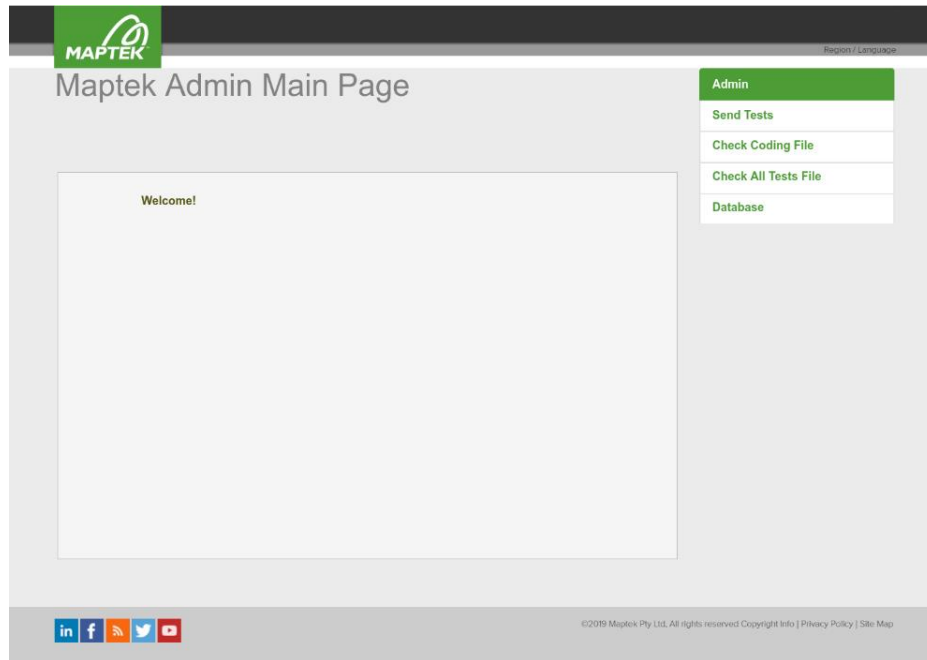 MAPTEK
Region / Language
Maptek Admin Main Page
Admin
Send Tests
Check Coding File
Check All Tests File
Database
Welcome!
in f
©2019 Maptek Pty Ltd, All rights reserved Copyright Info | Privacy Policy | Site Map